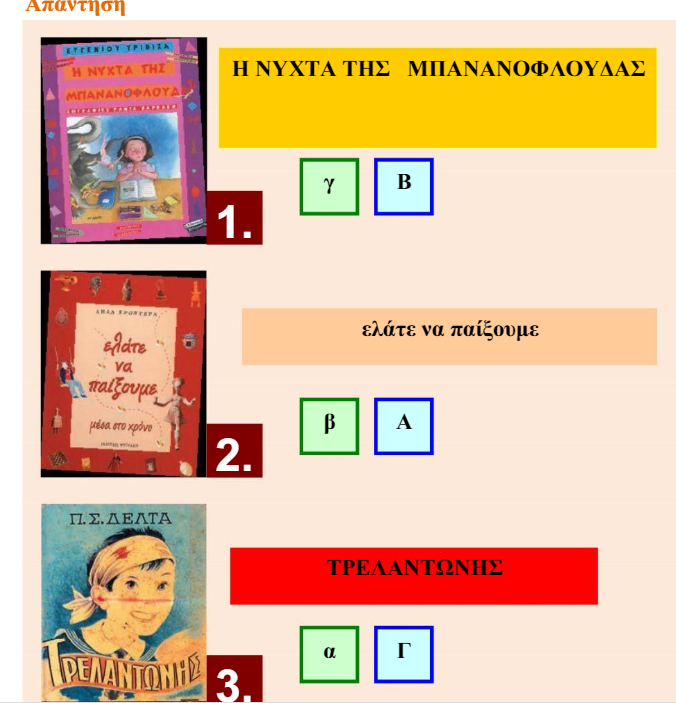 Απάντηση
ΕΥΓΕΝΙΟΥ ΤΡΙΒΙΖΑ
Η ΝΥΧΤΑ ΤΗΣ
ΜΠΑΝΑΝΟΦΛΟΥΔΑΣ
Η ΝΥΧΤΑ ΤΗΣ ΜΠΑΝΑΝΟΦΛΟΥΔΑΣ
γ Β
1.
ελάτε
να
παίξουμε
μέσα στο χρόνο
ελάτε να παίξουμε
β Α
2.
Π.Σ.ΔΕΛΤΑ
ΤΡΕΛΑΝΤΩΝΗΣ
ΤΡΕΛΑΝΤΩΝΗΣ
α Γ
3.